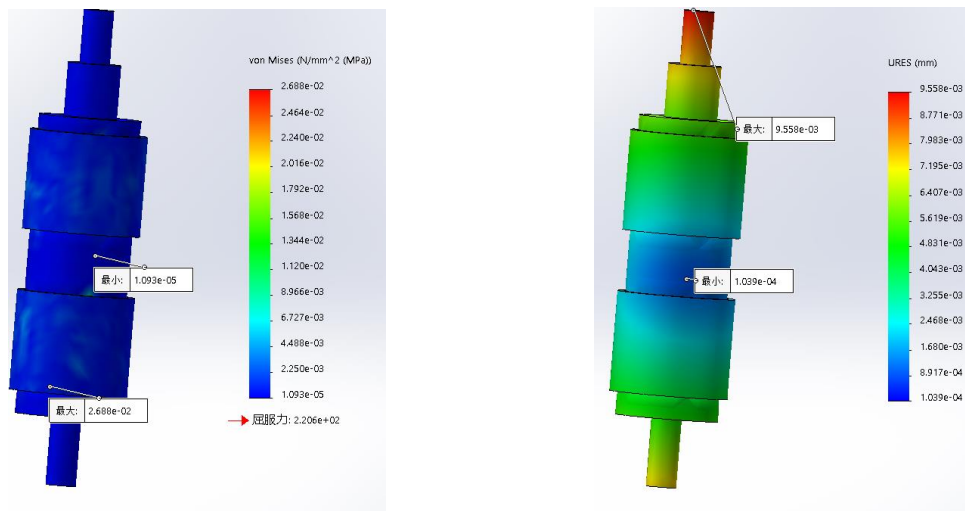 von Mises (N/mm^2 (MPa))
2.688e-02
2.464e-02
2.240e-02
2.016e-02
1.792e-02
1.568e-02
1.344e-02
1.120e-02
8.966e-03
6.727e-03
4.488e-03
2.250e-03
1.093e-05
屈服力: 2.206e+02
最小: 1.093e-05
最大: 2.688e-02
URES (mm)
9.558e-03
8.771e-03
7.983e-03
7.195e-03
6.407e-03
5.619e-03
4.831e-03
4.043e-03
3.255e-03
2.468e-03
1.680e-03
8.917e-04
1.039e-04
最大: 9.558e-03
最小: 1.039e-04